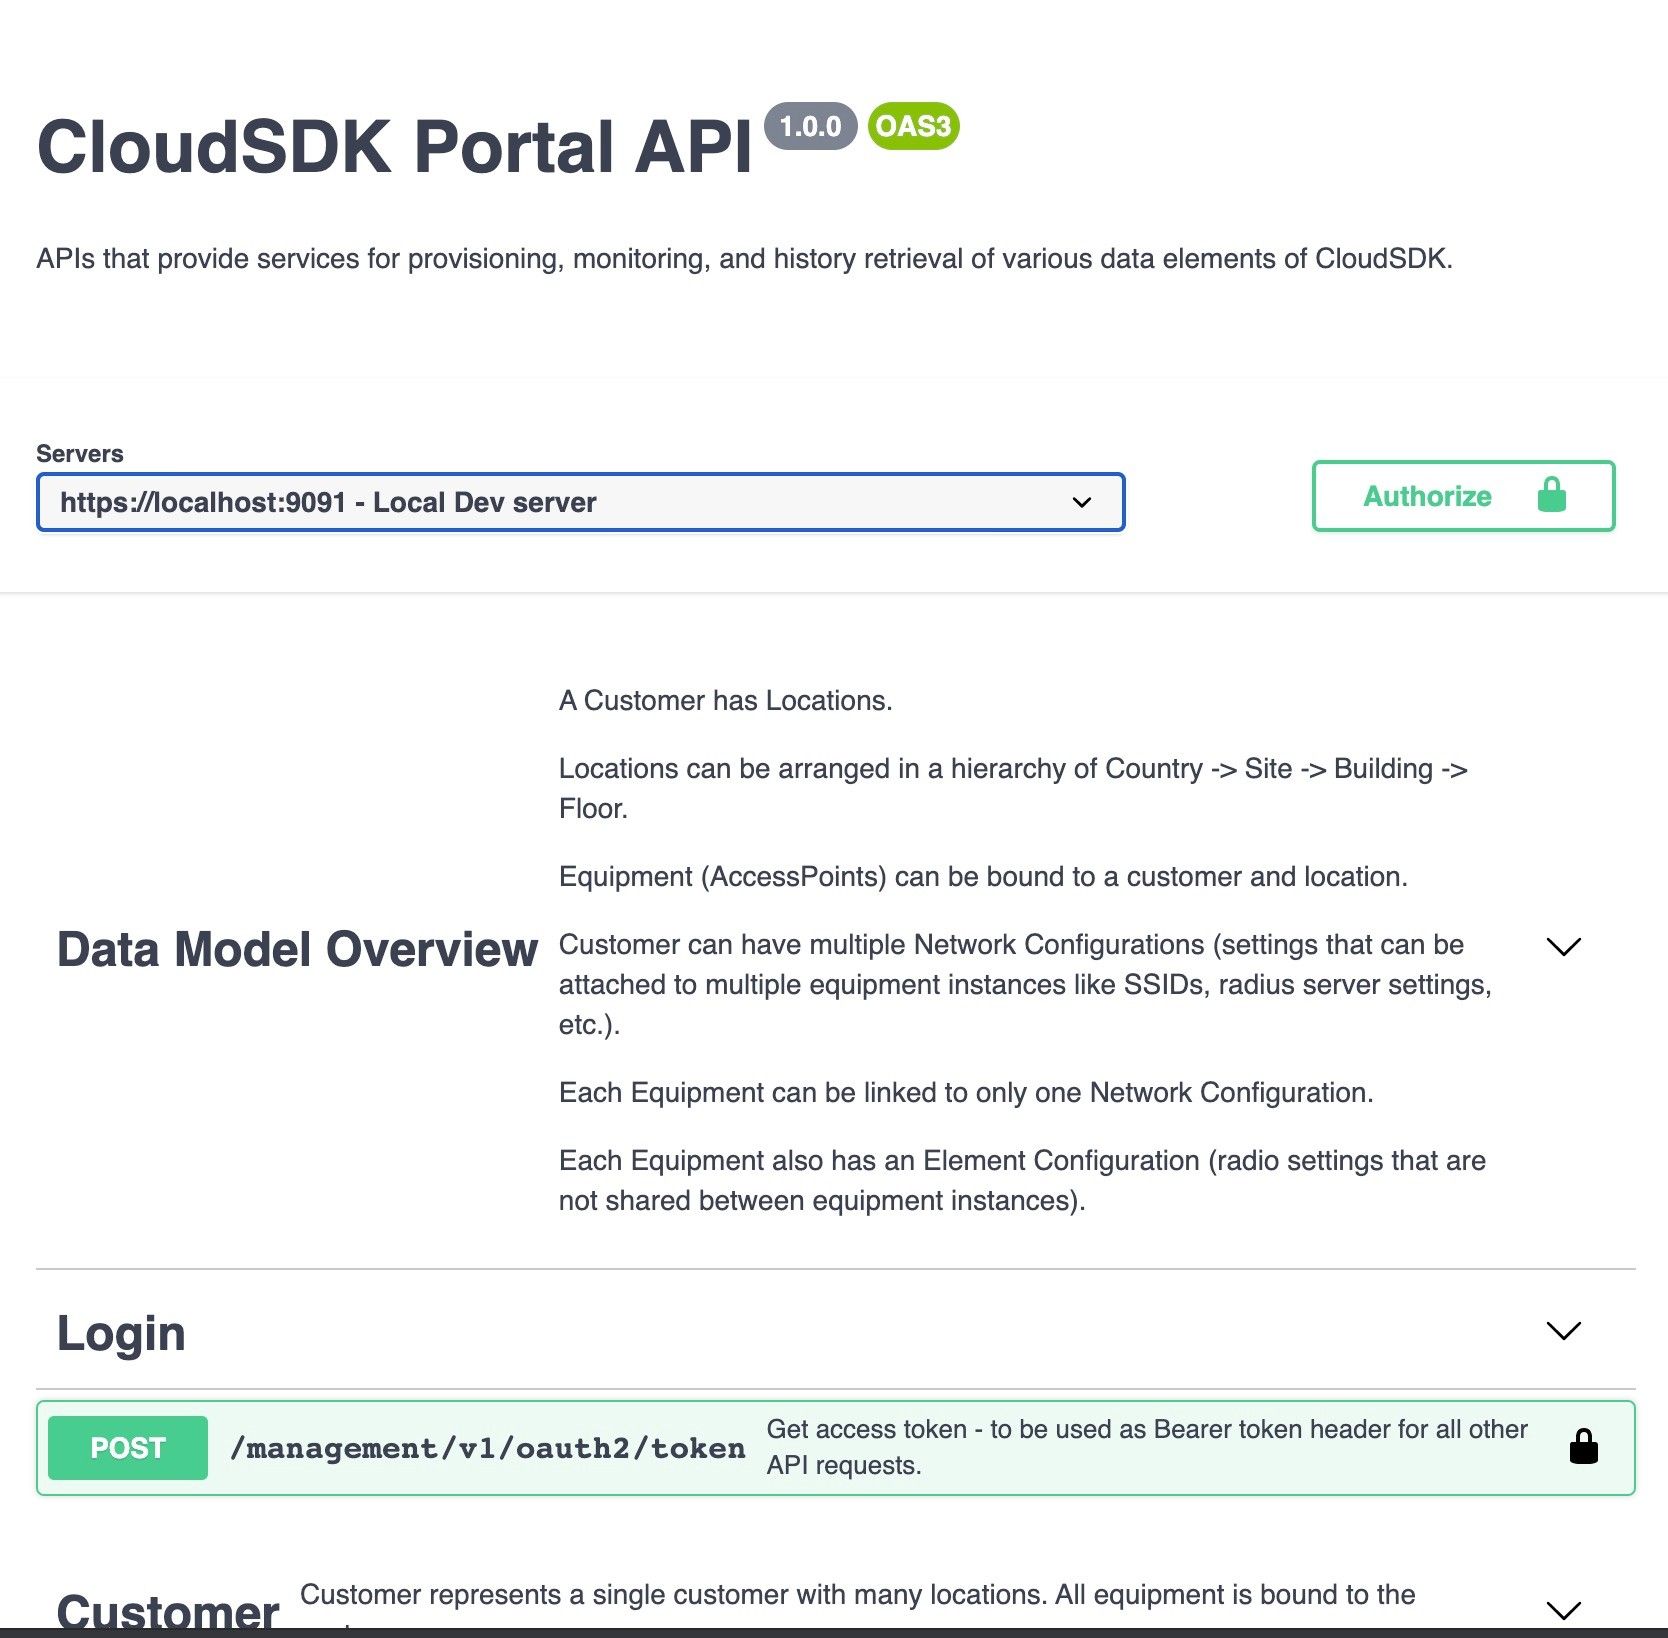 CloudSDK Portal API 1.0.0 OAS3
APIs that provide services for provisioning, monitoring, and history retrieval of various data elements of CloudSDK.
Servers
https://localhost:9091 - Local Dev server
Authorize
Data Model Overview
A Customer has Locations.
Locations can be arranged in a hierarchy of Country -> Site -> Building ->
Floor.
Equipment (AccessPoints) can be bound to a customer and location.
Customer can have multiple Network Configurations (settings that can be
attached to multiple equipment instances like SSIDs, radius server settings,
etc.).
Each Equipment can be linked to only one Network Configuration.
Each Equipment also has an Element Configuration (radio settings that are
not shared between equipment instances).
Login
POST /management/v1/oauth2/token
Get access token - to be used as Bearer token header for all other
API requests.
Customer
Customer represents a single customer with many locations. All equipment is bound to the